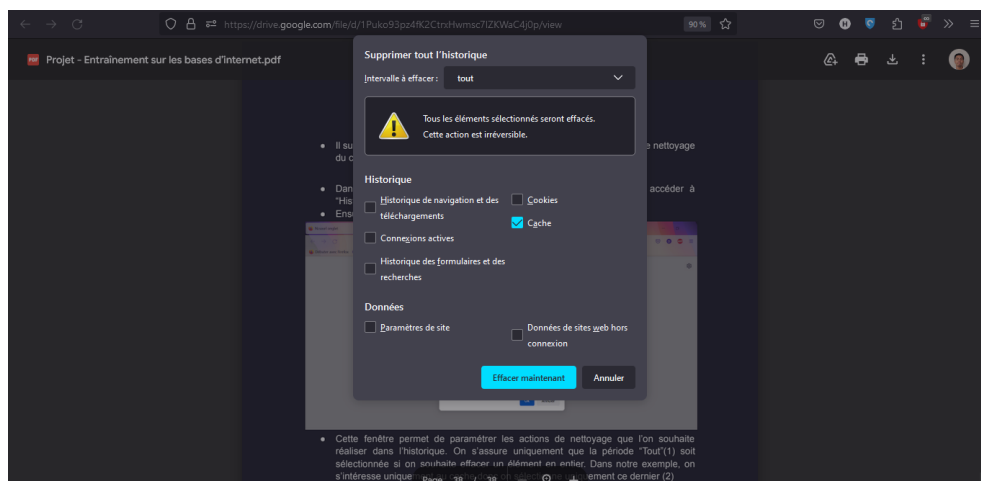 https://drive.google.com/file/d/1Puko93pz4fK2CtrxHwmsc7IZKWaC4j0p/view
90 %
PDF
Projet - Entraînement sur les bases d'internet.pdf
Supprimer tout l'historique
Intervalle à effacer :
tout
Tous les éléments sélectionnés seront effacés.
Cette action est irréversible.
Il su
e nettoyage
du c
Historique
Dan
accéder à
"His
Ens
Historique de navigation et des
téléchargements
Cookies
Cache
Connexions actives
Historique des formulaires et des
recherches
Données
Paramètres de site
Données de sites web hors
connexion
Effacer maintenant
Annuler
Cette fenêtre permet de paramétrer les actions de nettoyage que l'on souhaite
réaliser dans l'historique. On s'assure uniquement que la période "Tout"(1) soit
sélectionnée si on souhaite effacer un élément en entier. Dans notre exemple, on
s'intéresse unique
ement ce dernier (2)
Page 38 / 38